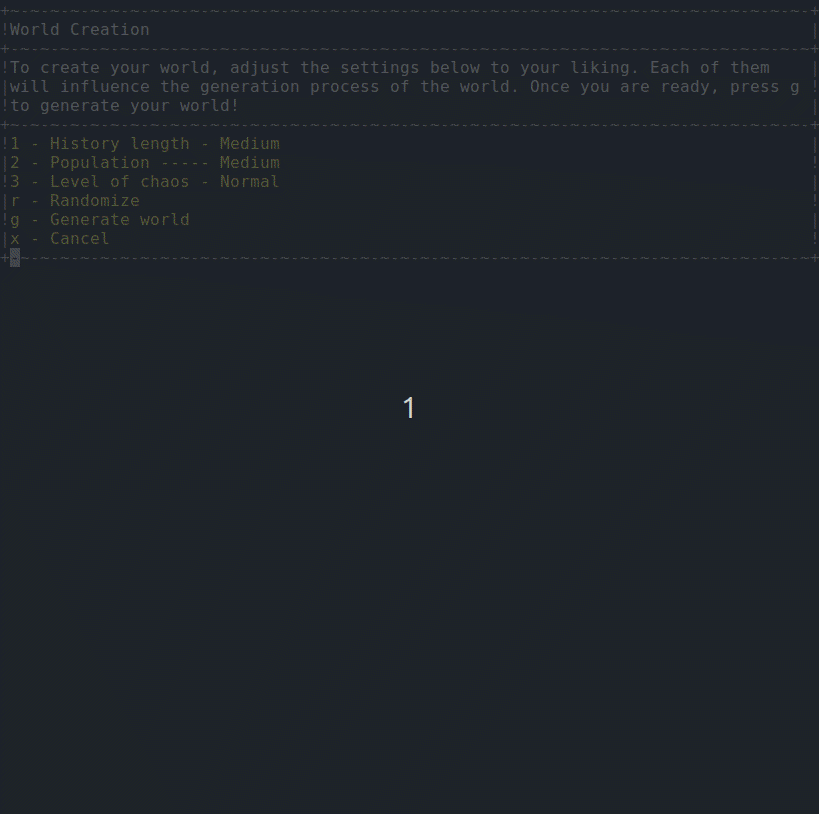 +~-~-~-~-~-~-~-~-~-~-~-~-~-~-~-~-~-~-~-~-~-~-~-~-~-~-~-~-~-~-~-~-~-~-~-~-~-~-~-~-+
!World Creation |
+~-~-~-~-~-~-~-~-~-~-~-~-~-~-~-~-~-~-~-~-~-~-~-~-~-~-~-~-~-~-~-~-~-~-~-~-~-~-~-~-+
!To create your world, adjust the settings below to your liking. Each of them |
|will influence the generation process of the world. Once you are ready, press g !
!to generate your world! |
+~-~-~-~-~-~-~-~-~-~-~-~-~-~-~-~-~-~-~-~-~-~-~-~-~-~-~-~-~-~-~-~-~-~-~-~-~-~-~-~-+
!1 - History length - Medium |
|2 - Population ----- Medium !
!3 - Level of chaos - Normal |
|r - Randomize !
!g - Generate world |
|x - Cancel !
+~-~-~-~-~-~-~-~-~-~-~-~-~-~-~-~-~-~-~-~-~-~-~-~-~-~-~-~-~-~-~-~-~-~-~-~-~-~-~-~-+
1